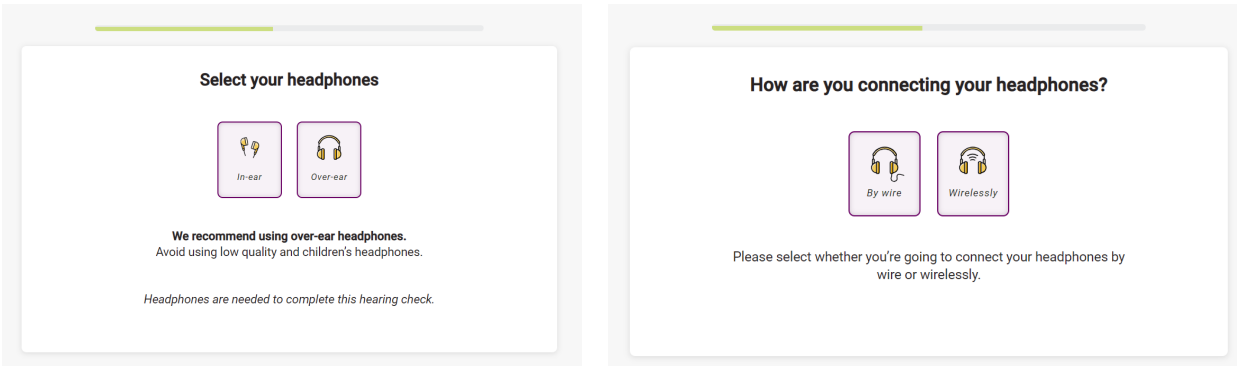 Select your headphones
In-ear
Over-ear
We recommend using over-ear headphones.
Avoid using low quality and children's headphones.
Headphones are needed to complete this hearing check.
How are you connecting your headphones?
By wire
Wirelessly
Please select whether you're going to connect your headphones by
wire or wirelessly.